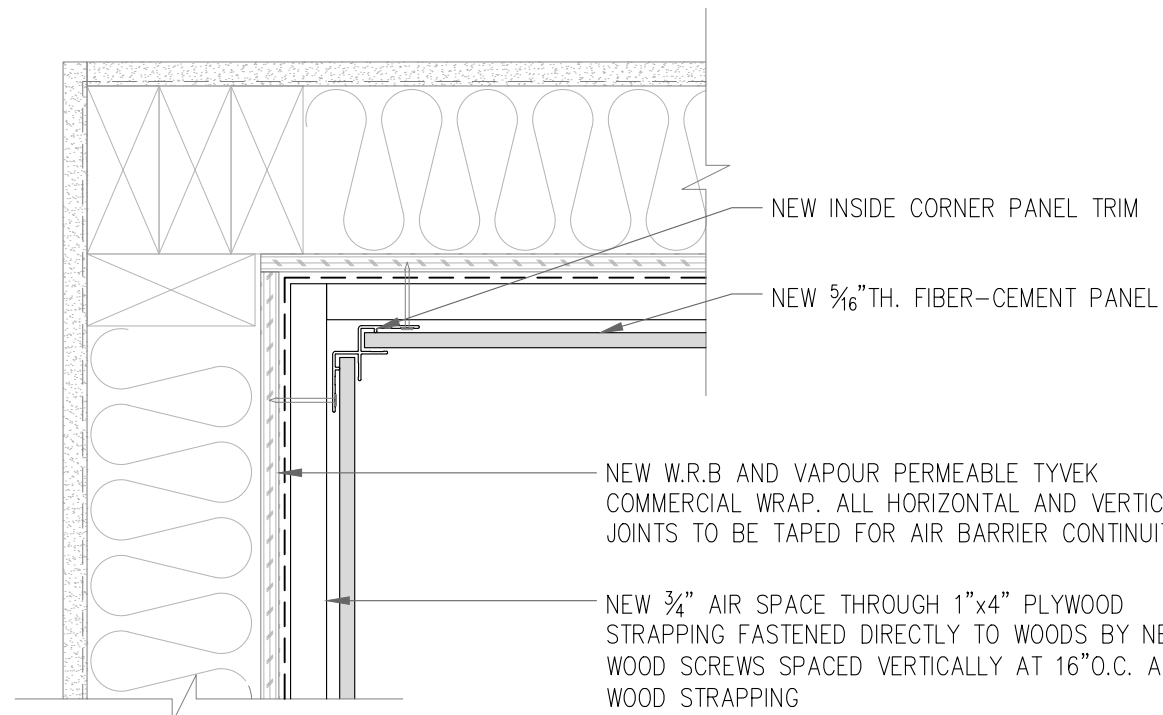 NEW INSIDE CORNER PANEL TRIM
NEW 5/16"TH. FIBER-CEMENT PANEL
NEW W.R.B AND VAPOUR PERMEABLE TYVEK
COMMERCIAL WRAP. ALL HORIZONTAL AND VERTIC
JOINTS TO BE TAPED FOR AIR BARRIER CONTINUI
NEW 3/4" AIR SPACE THROUGH 1"x4" PLYWOOD
STRAPPING FASTENED DIRECTLY TO WOODS BY NE
WOOD SCREWS SPACED VERTICALLY AT 16"O.C. A
WOOD STRAPPING